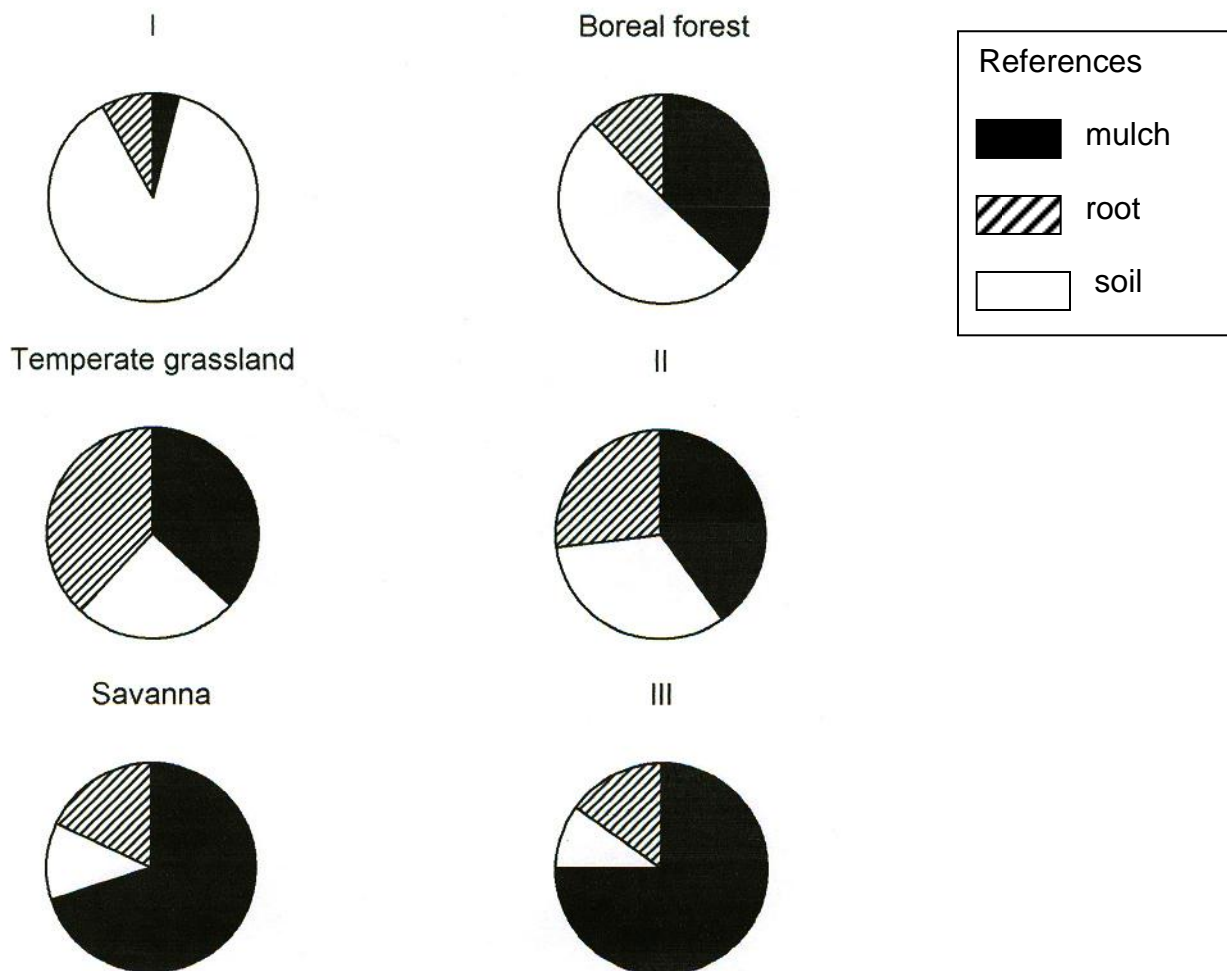 I
Boreal forest
References
mulch
root
soil
Temperate grassland
II
Savanna
III